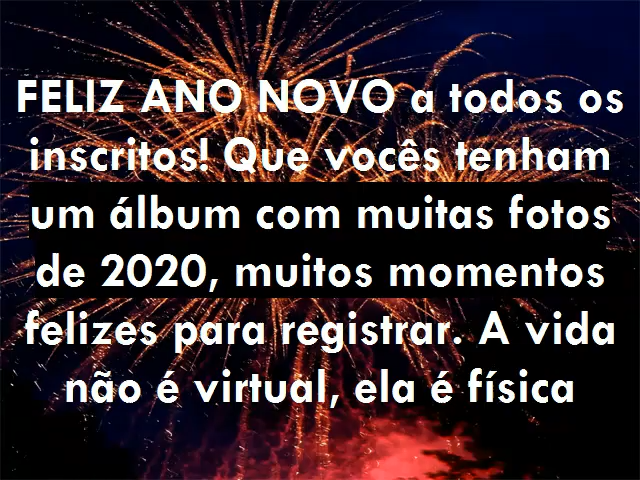 FELIZ ANO NOVO a todos os
inscritos! Que vocês tenham
um álbum com muitas fotos
de 2020, muitos momentos
felizes para registrar. A vida
não é virtual, ela é física